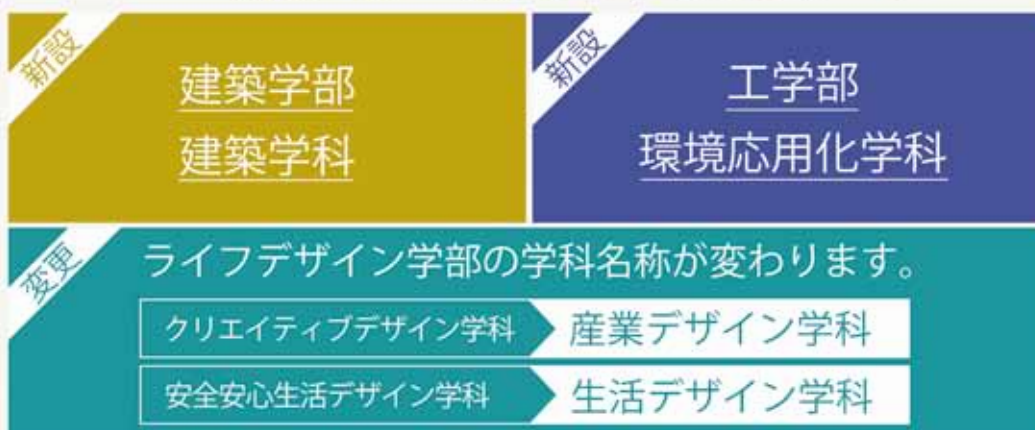 新設
建築学部
建築学科
新設
工学部
環境応用化学科
変更
ライフデザイン学部の学科名称が変わります。
クリエイティブデザイン学科 産業デザイン学科
安全安心生活デザイン学科 生活デザイン学科